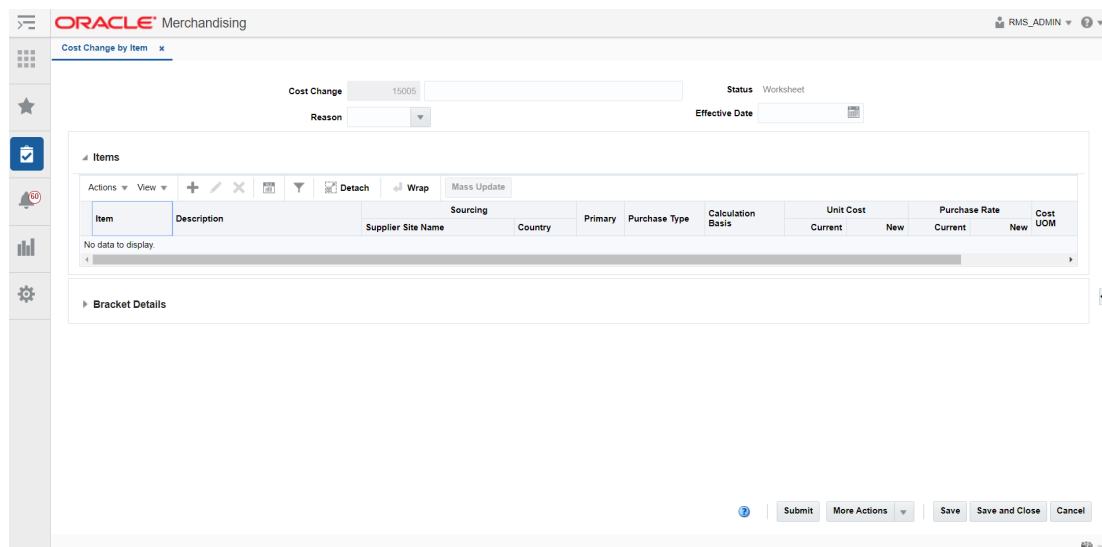 ORACLE Merchandising RMS_ADMIN
Cost Change by Item x
Cost Change 15005 Status Worksheet
Reason Effective Date
Items
Actions View Detach Wrap Mass Update
Item Description Sourcing Primary Purchase Type Calculation Basis Unit Cost Purchase Rate Cost UOM
Supplier Site Name Country Current New Current New
No data to display.
60
Bracket Details
Submit More Actions Save Save and Close Cancel